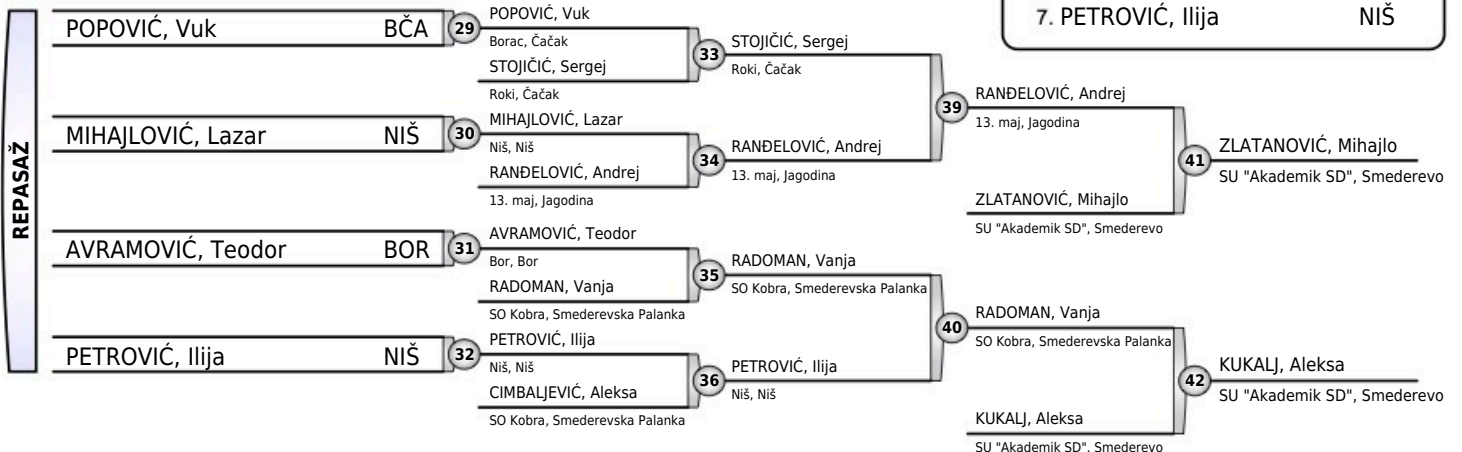 7. PETROVIĆ, Ilija NIŠ
REPASAŽ
POPOVIĆ, Vuk BČA
29
MIHAJLOVIĆ, Lazar NIŠ
30
AVRAMOVIĆ, Teodor BOR
31
PETROVIĆ, Ilija NIŠ
32
POPOVIĆ, Vuk
Borac, Čačak
STOJIČIĆ, Sergej
Roki, Čačak
33
MIHAJLOVIĆ, Lazar
Niš, Niš
RANĐELOVIĆ, Andrej
13. maj, Jagodina
34
AVRAMOVIĆ, Teodor
Bor, Bor
RADOMAN, Vanja
SO Kobra, Smederevska Palanka
35
PETROVIĆ, Ilija
Niš, Niš
CIMBALJEVIĆ, Aleksa
SO Kobra, Smederevska Palanka
36
STOJIČIĆ, Sergej
Roki, Čačak
RANĐELOVIĆ, Andrej
13. maj, Jagodina
39
RADOMAN, Vanja
SO Kobra, Smederevska Palanka
PETROVIĆ, Ilija
Niš, Niš
40
RANĐELOVIĆ, Andrej
13. maj, Jagodina
ZLATANOVIĆ, Mihajlo
SU "Akademik SD", Smederevo
41
RADOMAN, Vanja
SO Kobra, Smederevska Palanka
KUKALJ, Aleksa
SU "Akademik SD", Smederevo
42
ZLATANOVIĆ, Mihajlo
SU "Akademik SD", Smederevo
KUKALJ, Aleksa
SU "Akademik SD", Smederevo